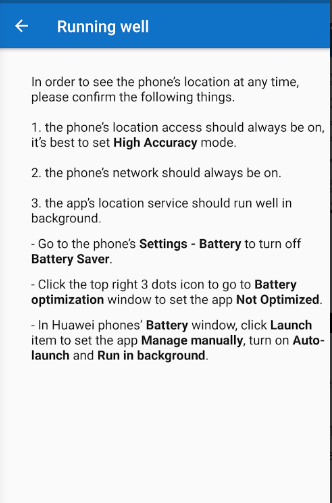 Running well
In order to see the phone's location at any time,
please confirm the following things.
1. the phone's location access should always be on,
it's best to set High Accuracy mode.
2. the phone's network should always be on.
3. the app's location service should run well in
background.
- Go to the phone's Settings - Battery to turn off
Battery Saver.
- Click the top right 3 dots icon to go to Battery
optimization window to set the app Not Optimized.
- In Huawei phones' Battery window, click Launch
item to set the app Manage manually, turn on Auto-
launch and Run in background.